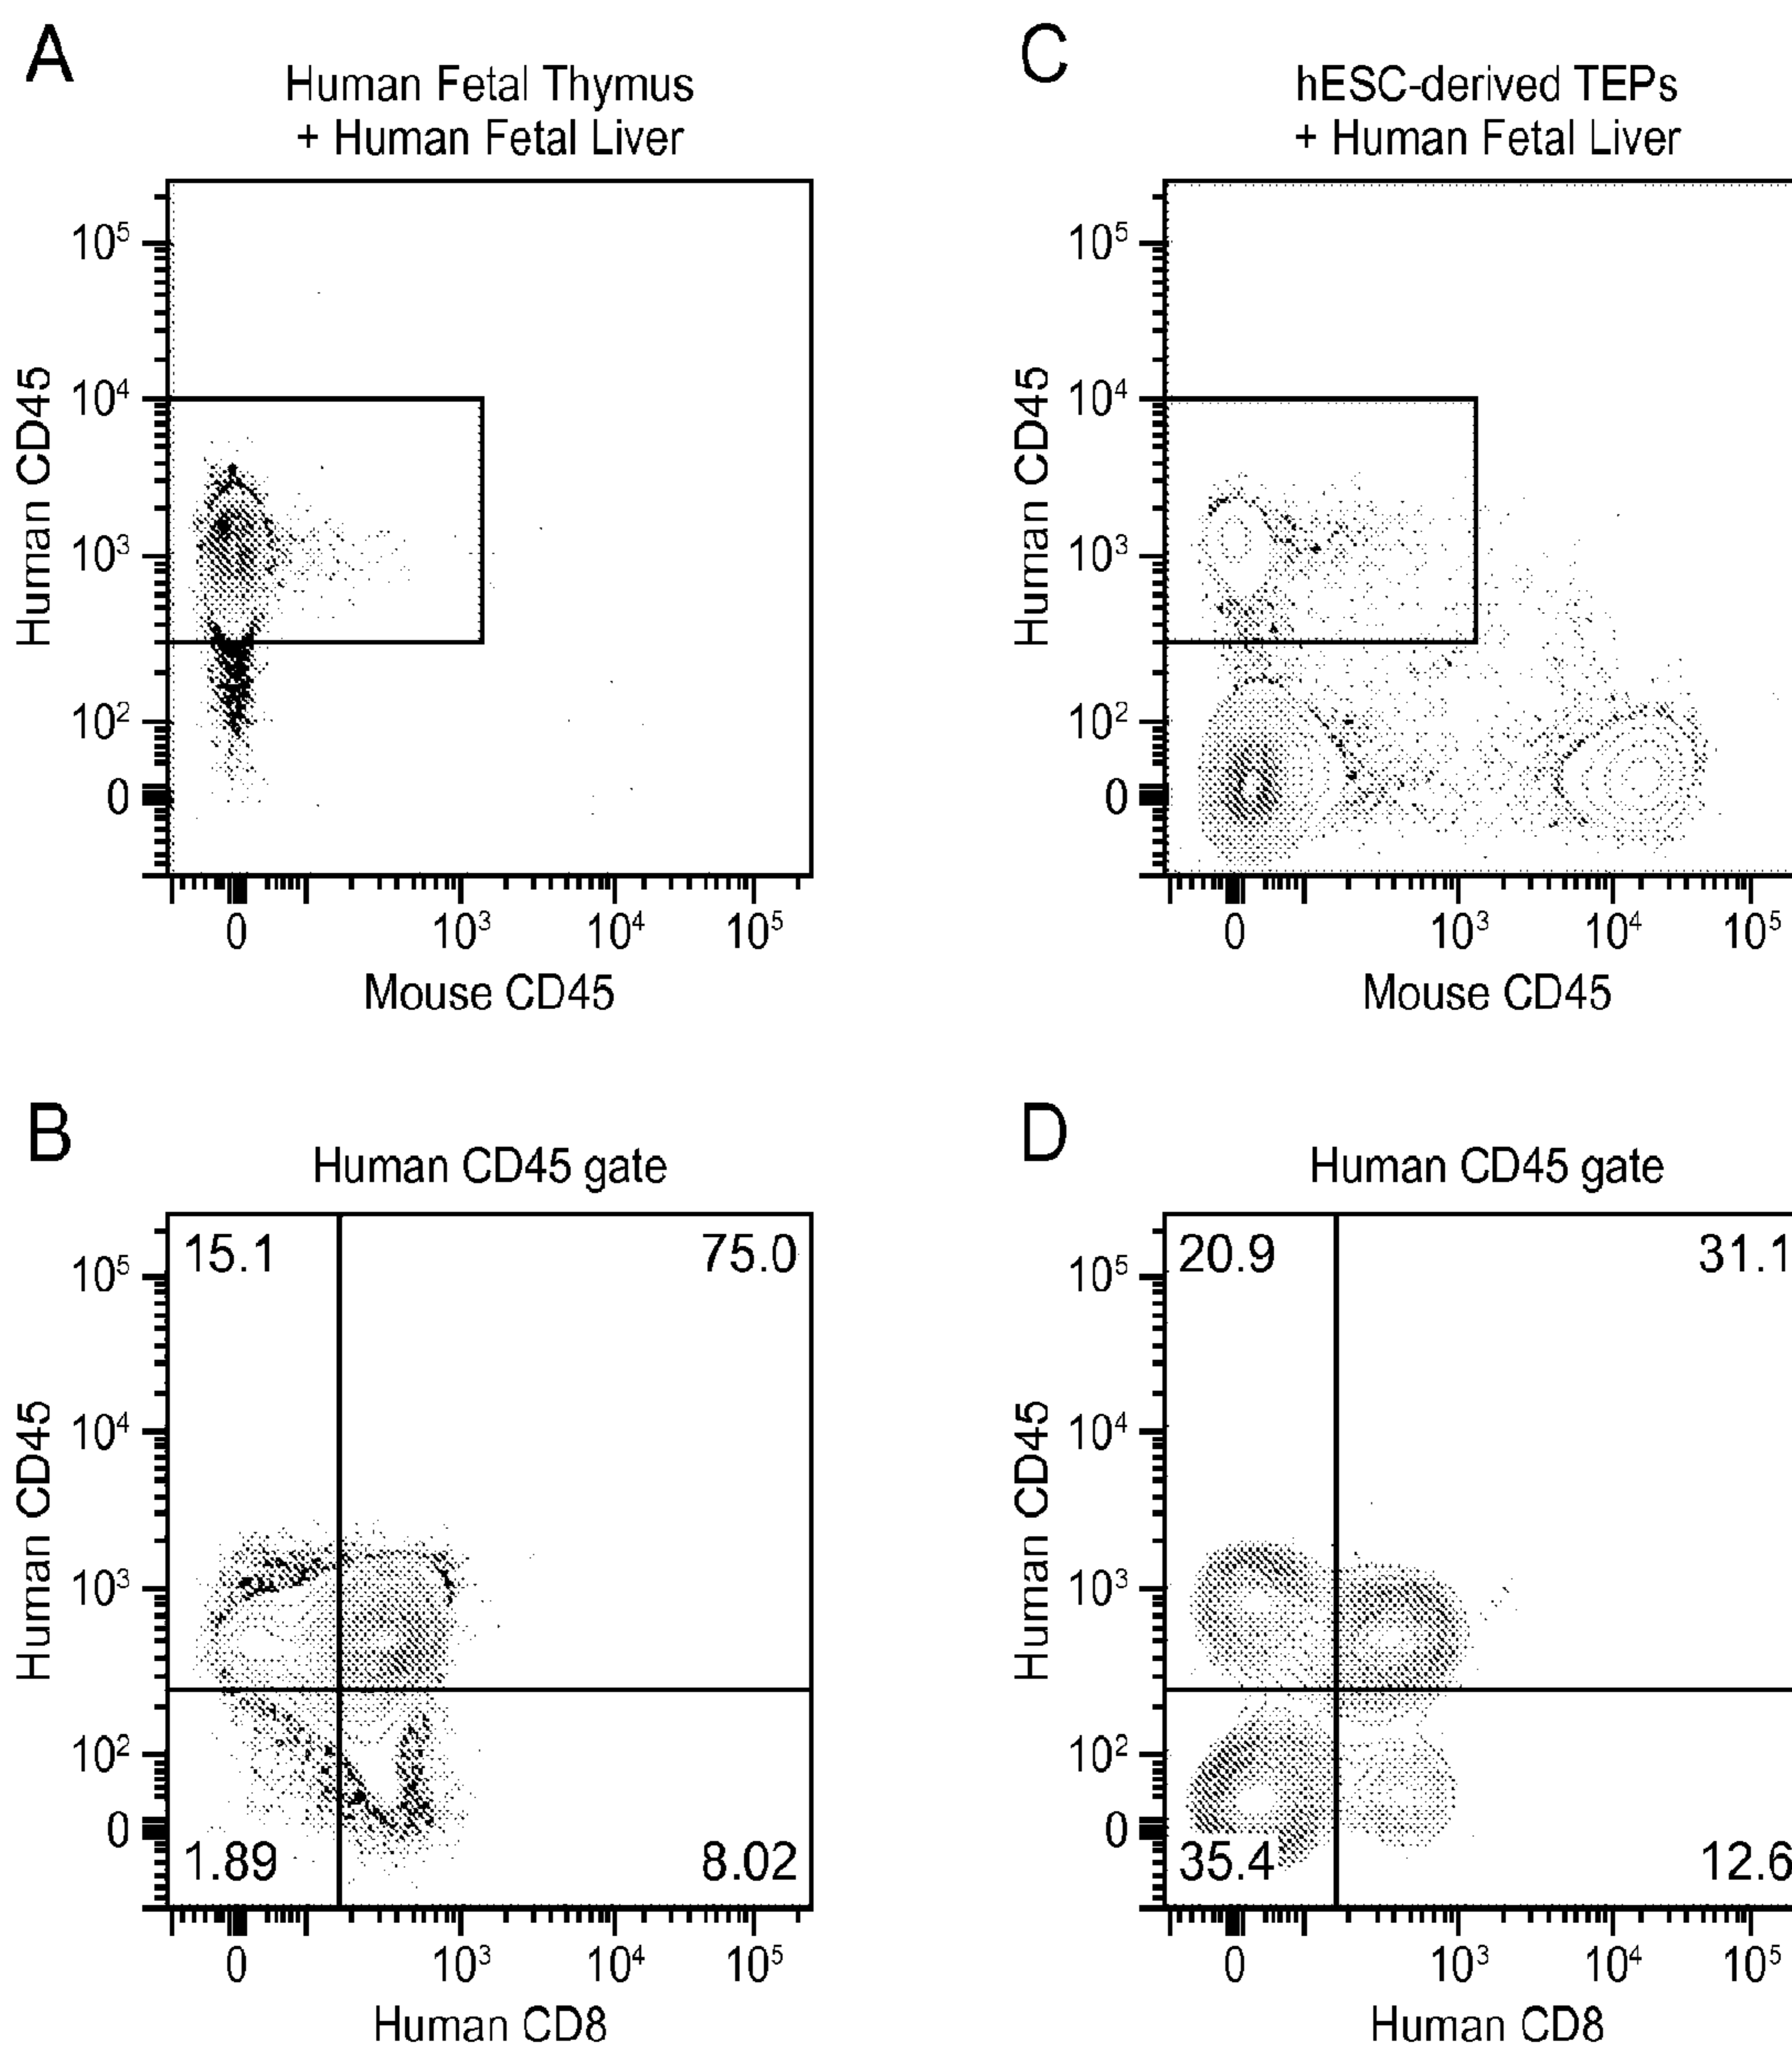 A
Human Fetal Thymus
+ Human Fetal Liver
10⁵
10⁴
10³
10²
0
Human CD45
0
10³
10⁴
10⁵
Mouse CD45
C
hESC-derived TEPs
+ Human Fetal Liver
10⁵
10⁴
10³
10²
0
Human CD45
0
10³
10⁴
10⁵
Mouse CD45
B
Human CD45 gate
15.1
75.0
1.89
8.02
10⁵
10⁴
10³
10²
0
Human CD45
0
10³
10⁴
10⁵
Human CD8
D
Human CD45 gate
20.9
31.1
35.4
12.6
10⁵
10⁴
10³
10²
0
Human CD45
0
10³
10⁴
10⁵
Human CD8